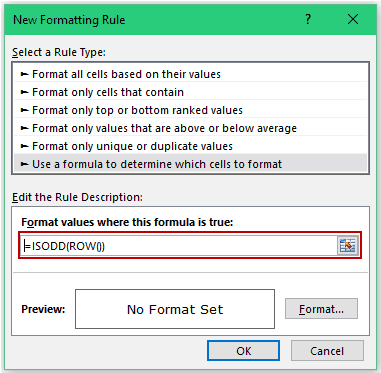 New Formatting Rule
Select a Rule Type:
► Format all cells based on their values
► Format only cells that contain
► Format only top or bottom ranked values
► Format only values that are above or below average
► Format only unique or duplicate values
► Use a formula to determine which cells to format
Edit the Rule Description:
Format values where this formula is true:
=ISODD(ROW())
Preview: No Format Set Format...
OK Cancel